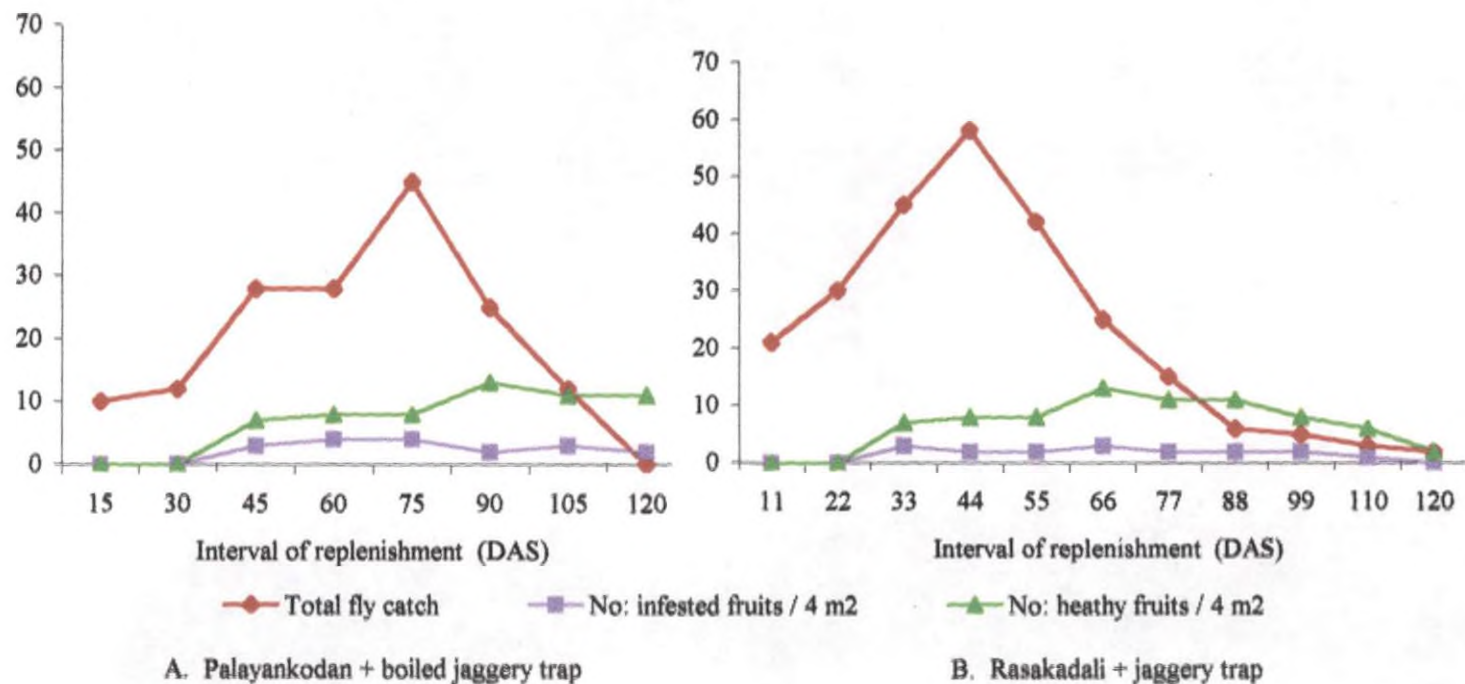 70
60
50
40
30
20
10
0
15 30 45 60 75 90 105 120
Interval of replenishment (DAS)
70
60
50
40
30
20
10
0
11 22 33 44 55 66 77 88 99 110 120
Interval of replenishment (DAS)
Total fly catch No: infested fruits / 4 m2 No: heathy fruits / 4 m2
A. Palayankodan + boiled jaggery trap B. Rasakadali + jaggery trap